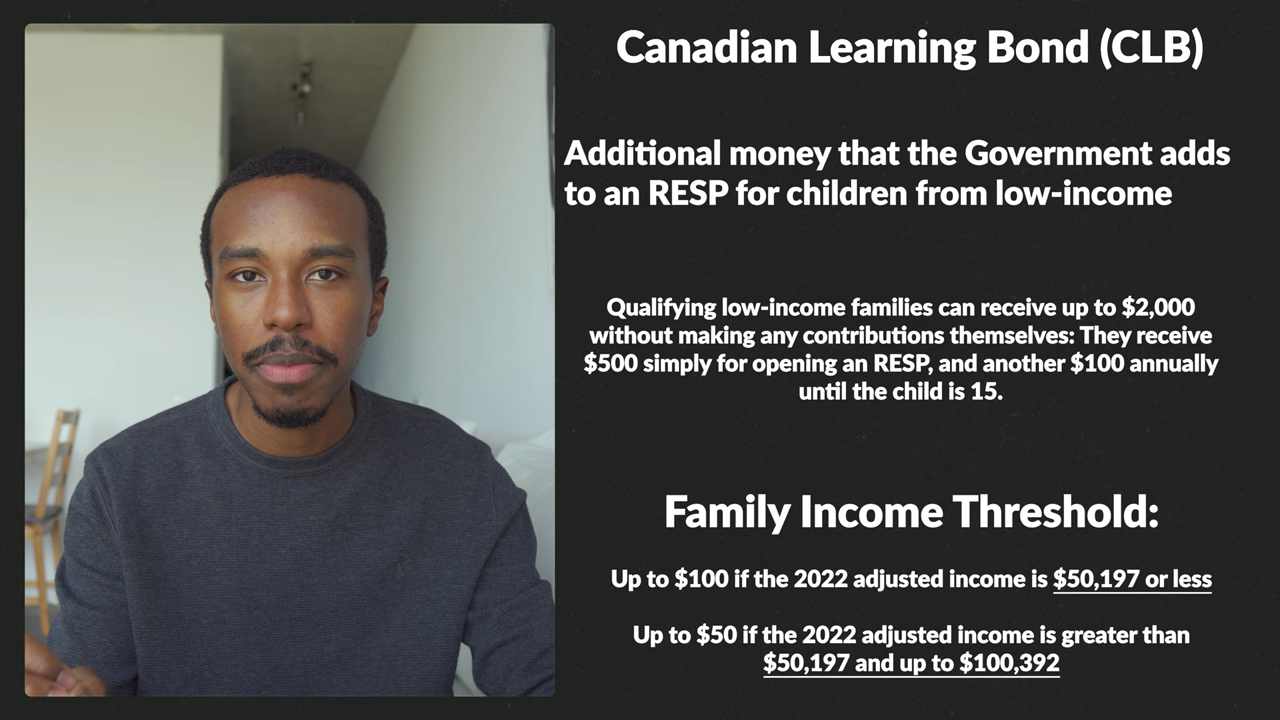 Canadian Learning Bond (CLB)
Additional money that the Government adds
to an RESP for children from low-income
Qualifying low-income families can receive up to $2,000
without making any contributions themselves: They receive
$500 simply for opening an RESP, and another $100 annually
until the child is 15.
Family Income Threshold:
Up to $100 if the 2022 adjusted income is $50,197 or less
Up to $50 if the 2022 adjusted income is greater than
$50,197 and up to $100,392